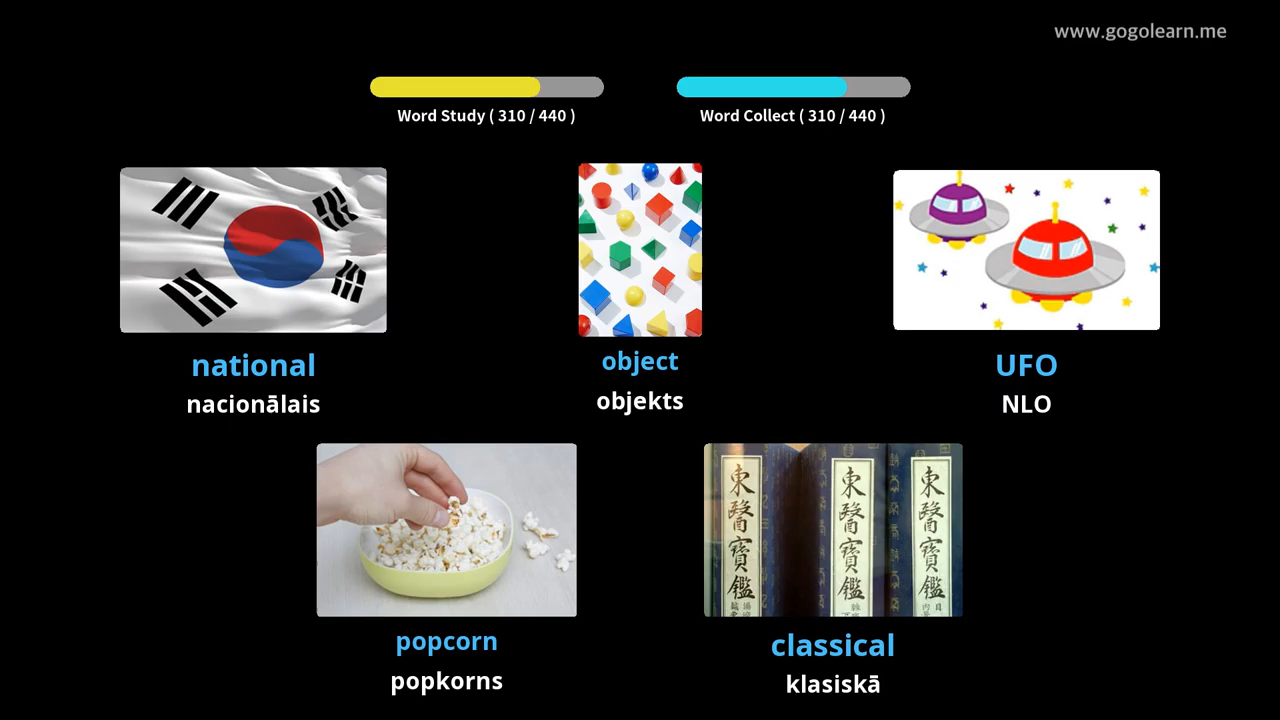 www.gogolearn.me
Word Study ( 310 / 440 )
Word Collect ( 310 / 440 )
national
nacionālais
object
objekts
UFO
NLO
東醫寶鑑
東醫寶鑑
東醫寶鑑
popcorn
popkorns
classical
klasiskā